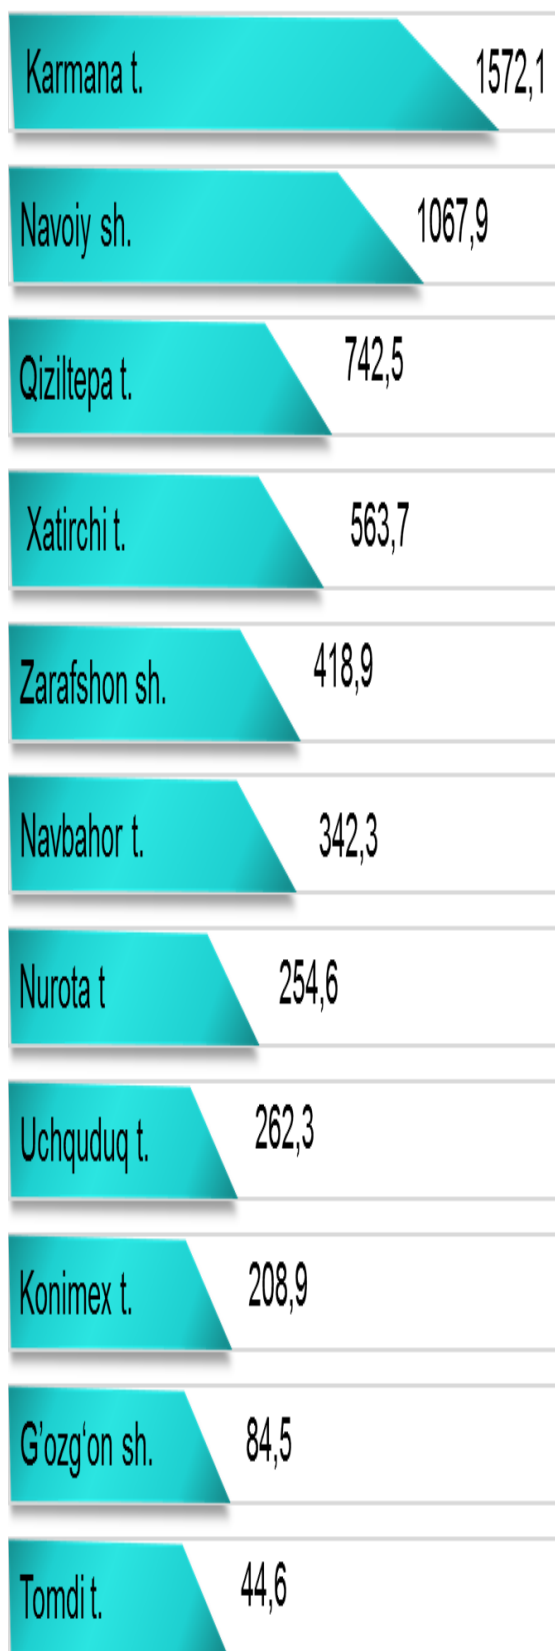 Karmana t. 1572,1
Navoiy sh. 1067,9
Qiziltepa t. 742,5
Xatirchi t. 563,7
Zarafshon sh. 418,9
Navbahor t. 342,3
Nurota t 254,6
Uchquduq t. 262,3
Konimex t. 208,9
G’ozg‘on sh. 84,5
Tomdi t. 44,6